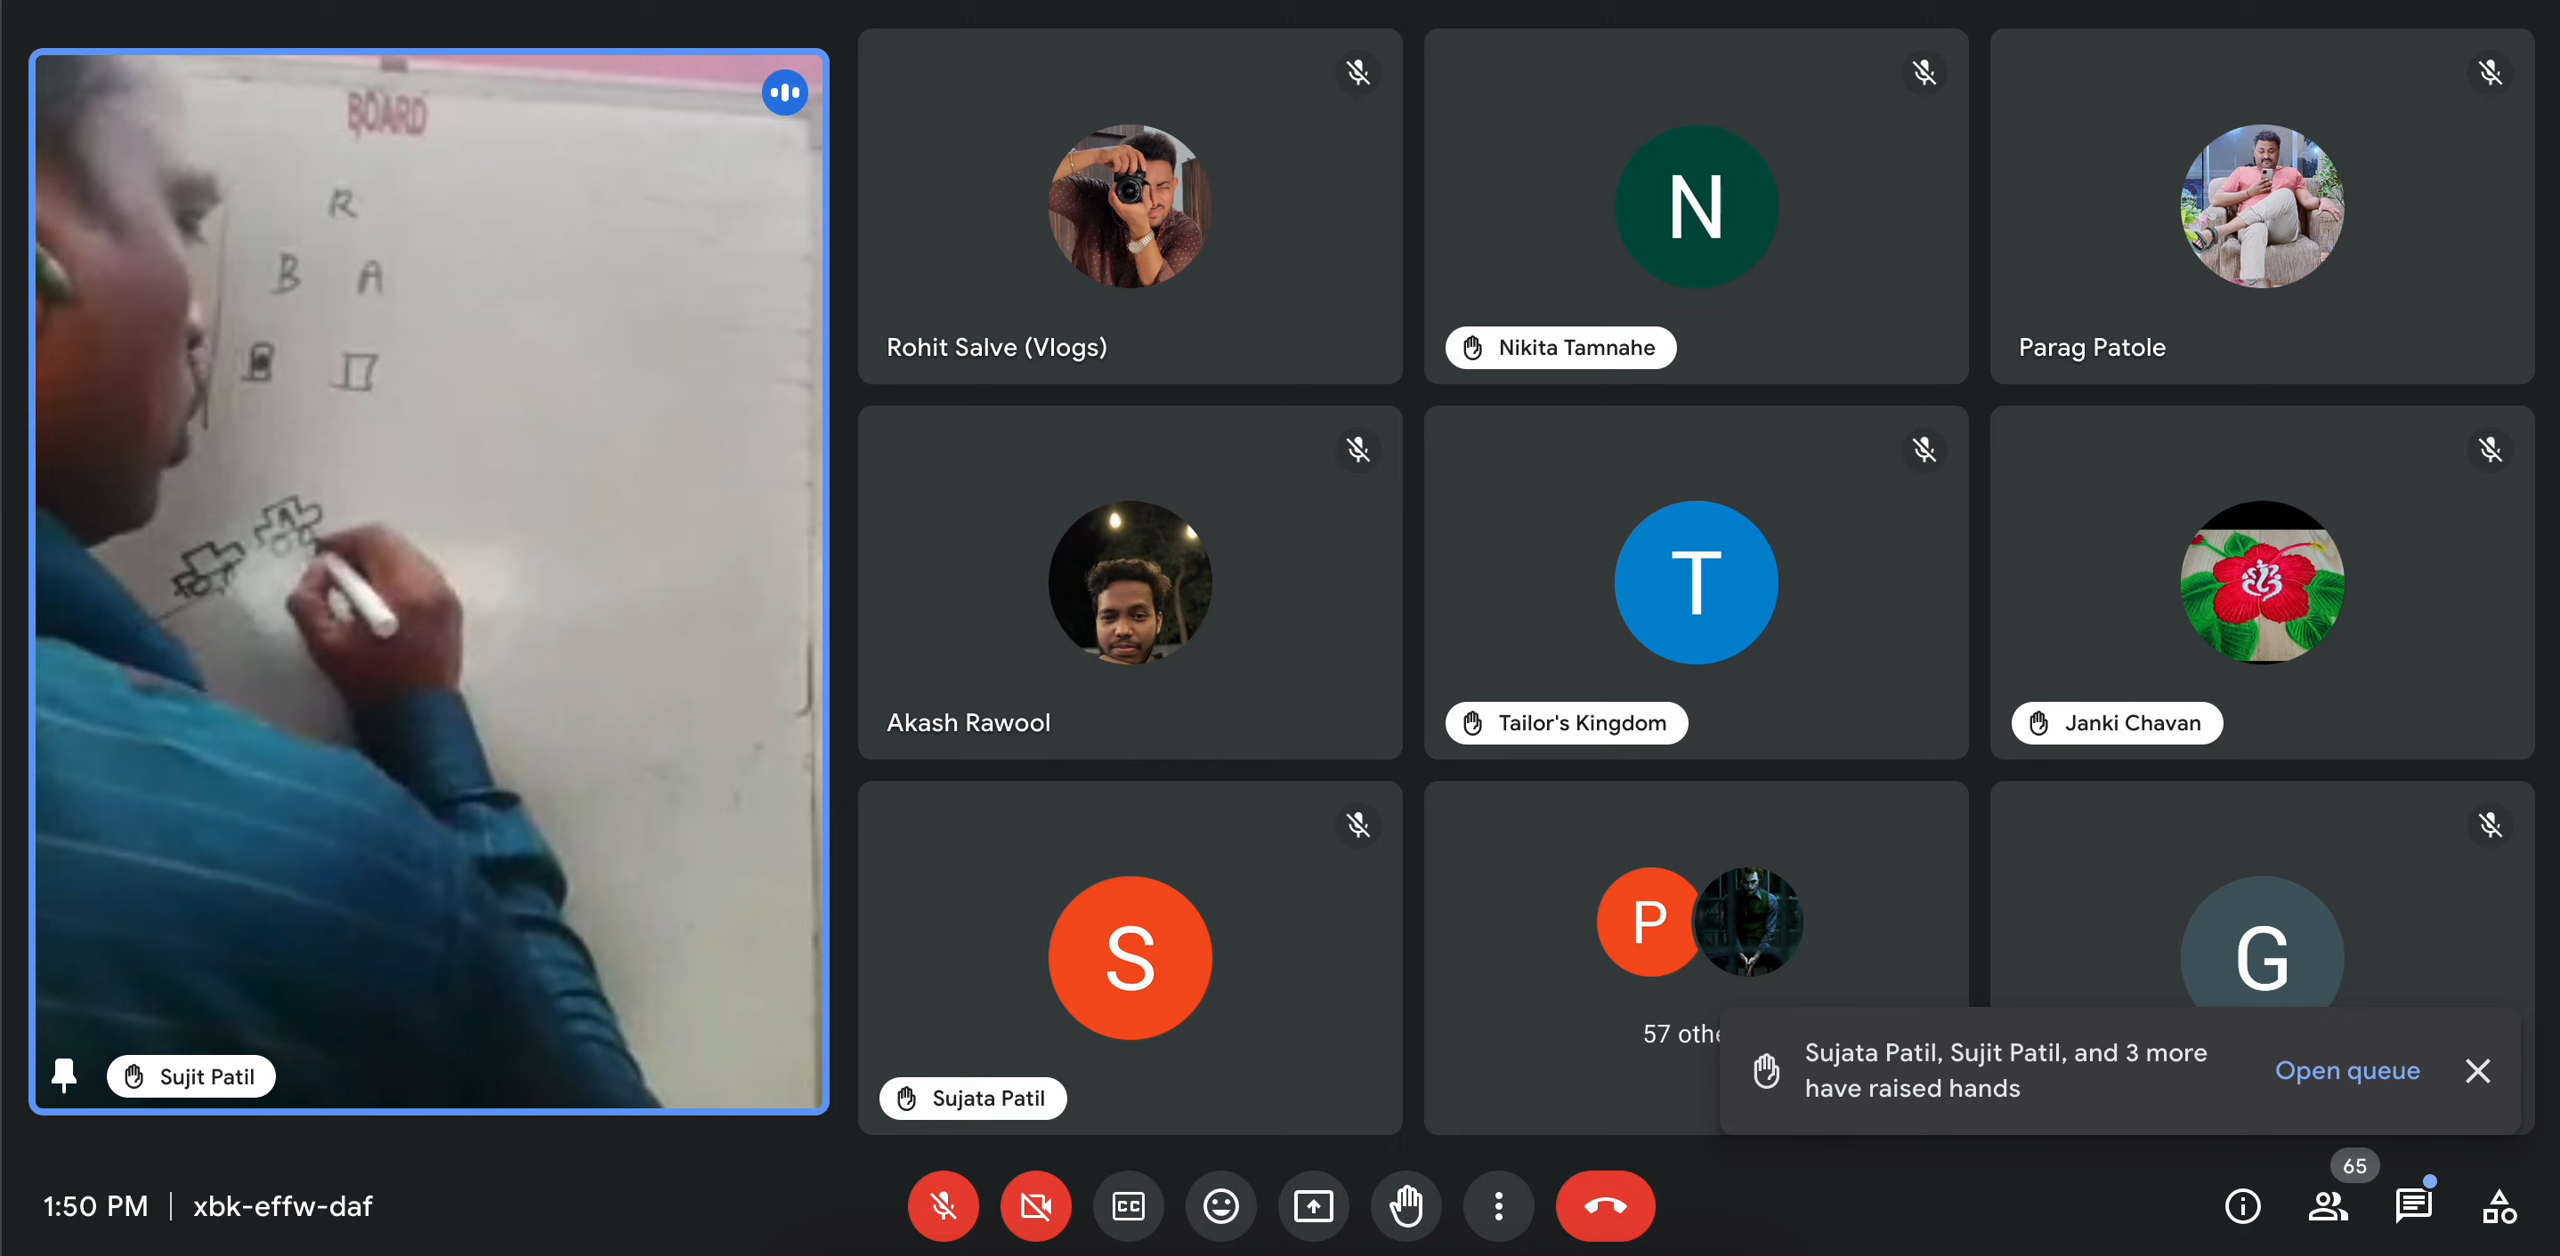 BOARD
R
B A
Sujit Patil
Rohit Salve (Vlogs)
N
Nikita Tamnahe
Parag Patole
Akash Rawool
T
Tailor's Kingdom
Janki Chavan
S
Sujata Patil
P
57 othe
G
Sujata Patil, Sujit Patil, and 3 more
have raised hands
Open queue
1:50 PM | xbk-effw-daf
CC
65